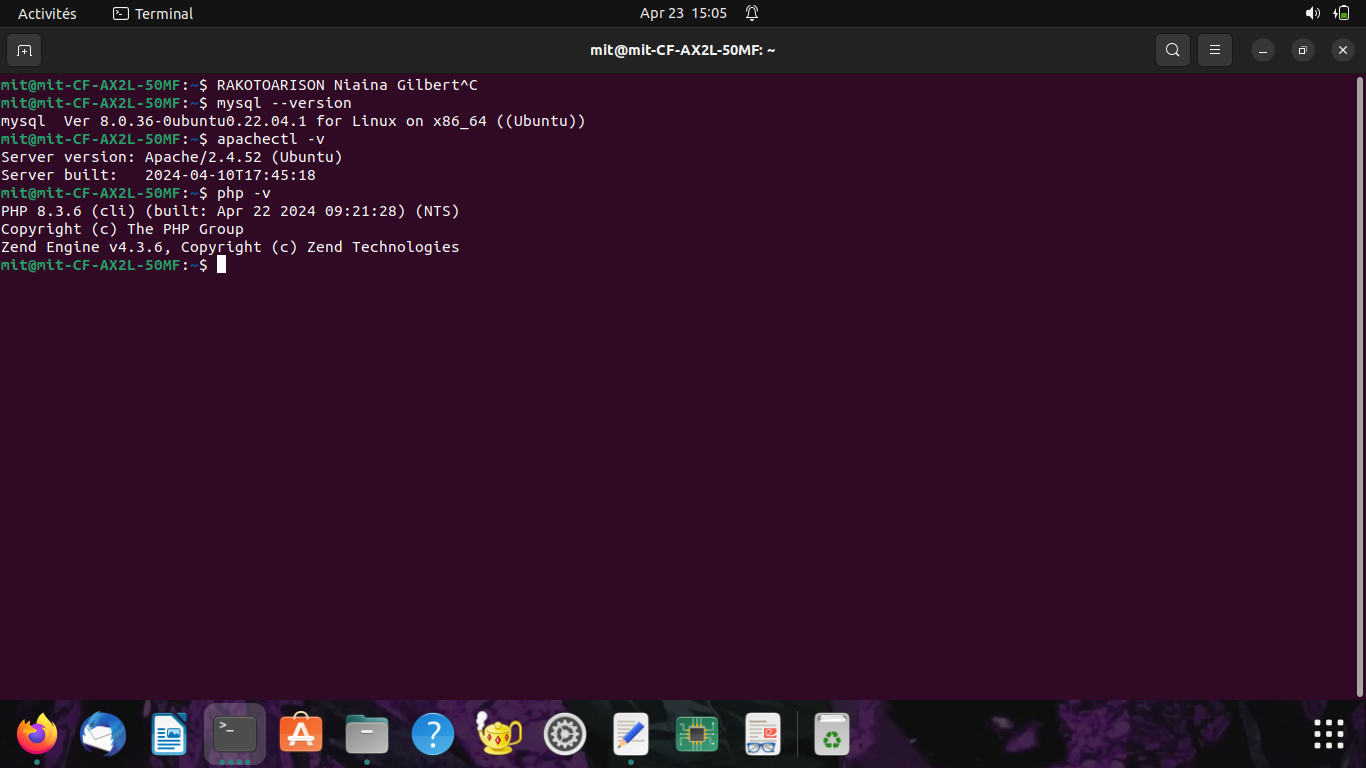 Activités
Terminal
Apr 23 15:05
mit@mit-CF-AX2L-50MF: ~
mit@mit-CF-AX2L-50MF:~$ RAKOTOARISON Niaina Gilbert^C
mit@mit-CF-AX2L-50MF:~$ mysql --version
mysql  Ver 8.0.36-0ubuntu0.22.04.1 for Linux on x86_64 ((Ubuntu))
mit@mit-CF-AX2L-50MF:~$ apachectl -v
Server version: Apache/2.4.52 (Ubuntu)
Server built:   2024-04-10T17:45:18
mit@mit-CF-AX2L-50MF:~$ php -v
PHP 8.3.6 (cli) (built: Apr 22 2024 09:21:28) (NTS)
Copyright (c) The PHP Group
Zend Engine v4.3.6, Copyright (c) Zend Technologies
mit@mit-CF-AX2L-50MF:~$